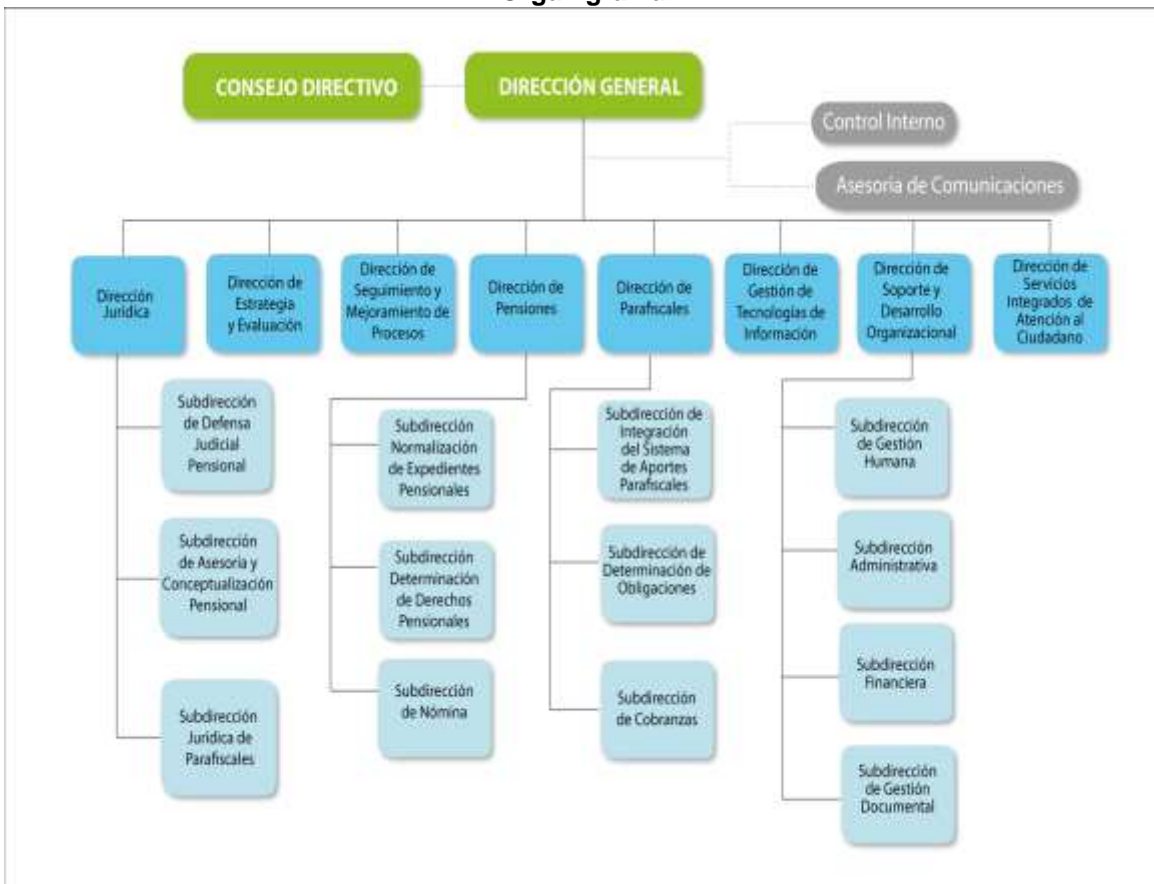 CONSEJO DIRECTIVO
DIRECCIÓN GENERAL
Control Interno
Asesoría de Comunicaciones
Dirección
Jurídica
Dirección de
Estrategia
y Evaluación
Dirección de
Seguimiento y
Mejoramiento de
Procesos
Dirección de
Pensiones
Dirección de
Parafiscales
Dirección de
Gestión de
Tecnologías de
Información
Dirección de
Soporte y
Desarrollo
Organizacional
Dirección de
Servicios
Integrados de
Atención al
Ciudadano
Subdirección
de Defensa
Judicial
Pensional
Subdirección
de Asesoría y
Conceptualización
Pensional
Subdirección
Jurídica de
Parafiscales
Subdirección
Normalización
de Expedientes
Pensionales
Subdirección
Determinación
de Derechos
Pensionales
Subdirección
de Nómina
Subdirección de
Integración
del Sistema
de Aportes
Parafiscales
Subdirección de
Determinación de
Obligaciones
Subdirección
de Cobranzas
Subdirección
de Gestión
Humana
Subdirección
Administrativa
Subdirección
Financiera
Subdirección
de Gestión
Documental